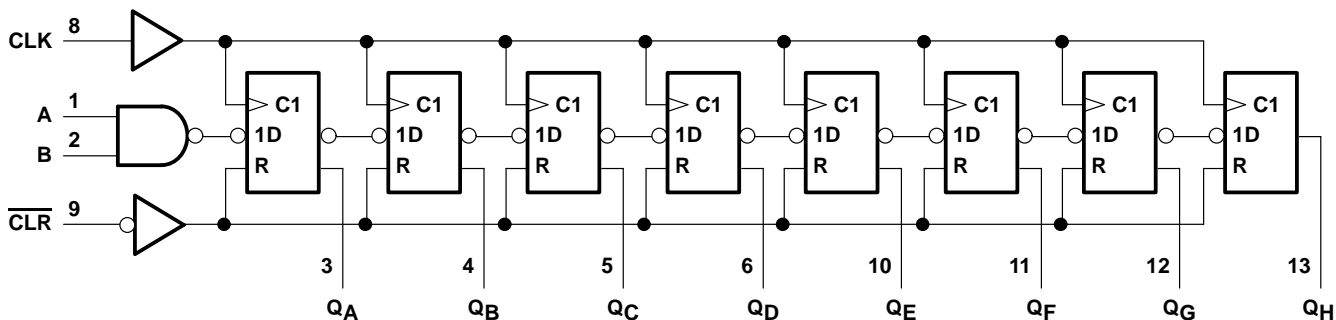 CLK 8
A 1
B 2
CLR 9
C1 C1 C1 C1 C1 C1 C1 C1
1D 1D 1D 1D 1D 1D 1D 1D
R R R R R R R R
3 4 5 6 10 11 12 13
QA QB QC QD QE QF QG QH